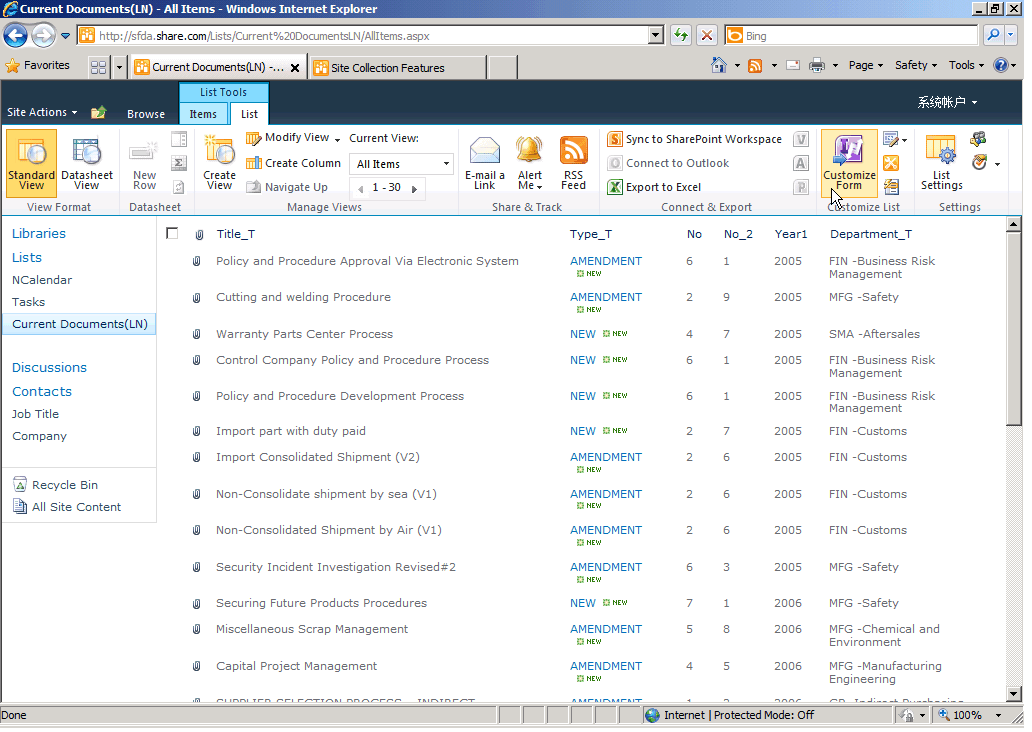 Current Documents(LN) - All Items - Windows Internet Explorer
http://sfda.share.com/Lists/Current%20DocumentsLN/AllItems.aspx
Bing
Favorites
Current Documents(LN) -...
Site Collection Features
Page
Safety
Tools
Site Actions
Browse
List Tools
Items
List
系统帐户
Standard View
Datasheet View
View Format
New Row
Datasheet
Create View
Modify View
Create Column
Navigate Up
Current View:
All Items
1 - 30
Manage Views
E-mail a Link
Alert Me
RSS Feed
Share & Track
Sync to SharePoint Workspace
Connect to Outlook
Export to Excel
Connect & Export
Customize Form
Customize List
List Settings
Settings
Libraries
Lists
NCalendar
Tasks
Current Documents(LN)
Discussions
Contacts
Job Title
Company
Recycle Bin
All Site Content
Title_T Type_T No No_2 Year1 Department_T
Policy and Procedure Approval Via Electronic System AMENDMENT NEW 6 1 2005 FIN -Business Risk Management
Cutting and welding Procedure AMENDMENT NEW 2 9 2005 MFG -Safety
Warranty Parts Center Process NEW NEW 4 7 2005 SMA -Aftersales
Control Company Policy and Procedure Process NEW NEW 6 1 2005 FIN -Business Risk Management
Policy and Procedure Development Process NEW NEW 6 1 2005 FIN -Business Risk Management
Import part with duty paid NEW NEW 2 7 2005 FIN -Customs
Import Consolidated Shipment (V2) AMENDMENT NEW 2 6 2005 FIN -Customs
Non-Consolidate shipment by sea (V1) AMENDMENT NEW 2 6 2005 FIN -Customs
Non-Consolidated Shipment by Air (V1) AMENDMENT NEW 2 6 2005 FIN -Customs
Security Incident Investigation Revised#2 AMENDMENT NEW 6 3 2005 MFG -Safety
Securing Future Products Procedures NEW NEW 7 1 2006 MFG -Safety
Miscellaneous Scrap Management AMENDMENT NEW 5 8 2006 MFG -Chemical and Environment
Capital Project Management AMENDMENT NEW 4 5 2006 MFG -Manufacturing Engineering
Done
Internet | Protected Mode: Off
100%